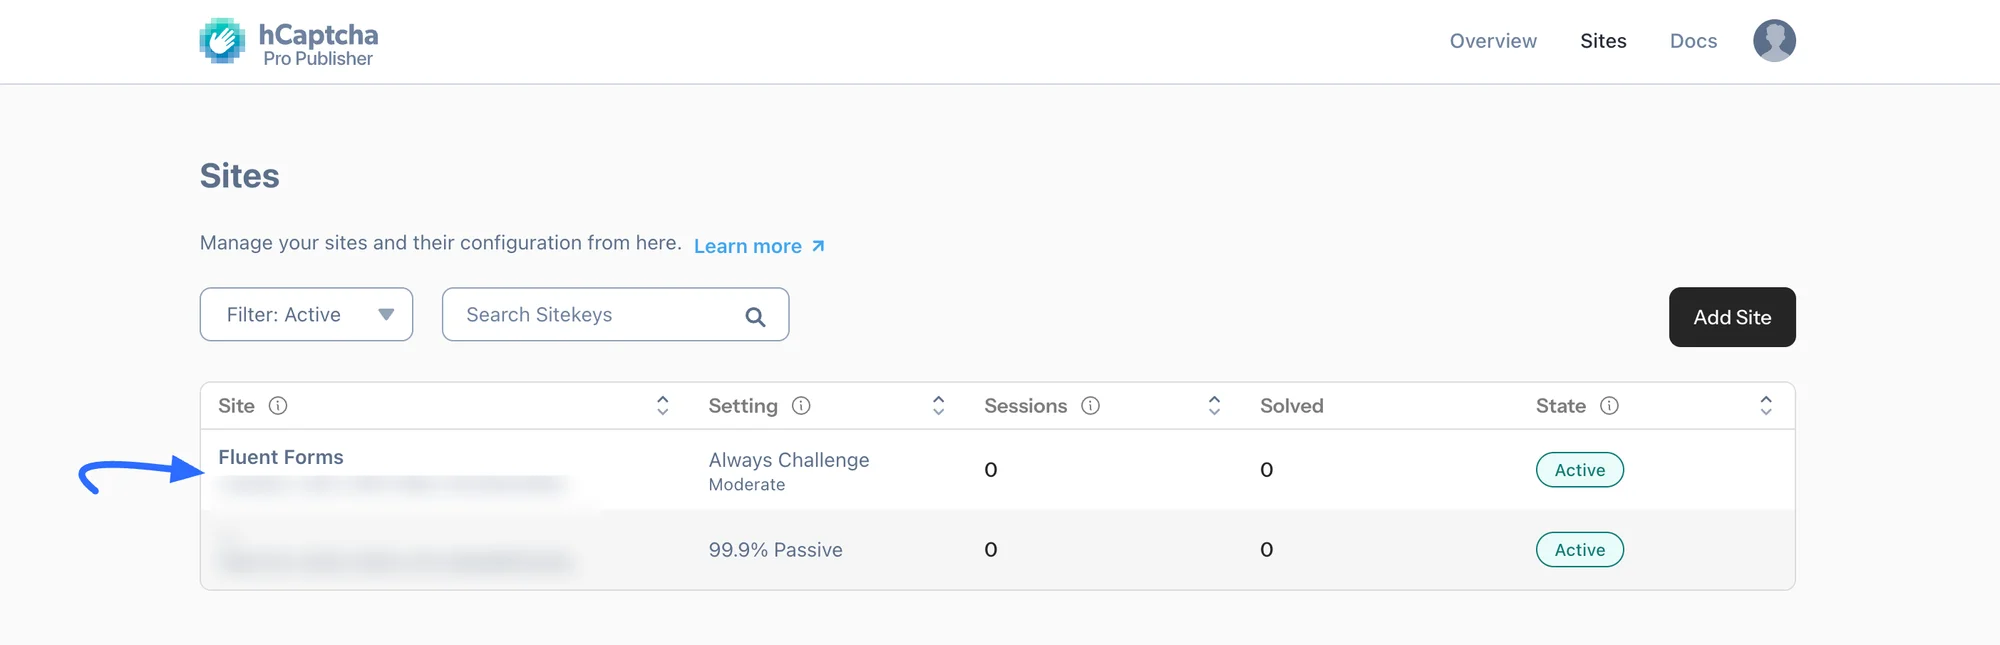 hCaptcha
Pro Publisher
Overview Sites Docs
Sites
Manage your sites and their configuration from here. Learn more
Filter: Active Search Sitekeys Add Site
Site Setting Sessions Solved State
Fluent Forms
Always Challenge
Moderate
0 0 Active
99.9% Passive 0 0 Active